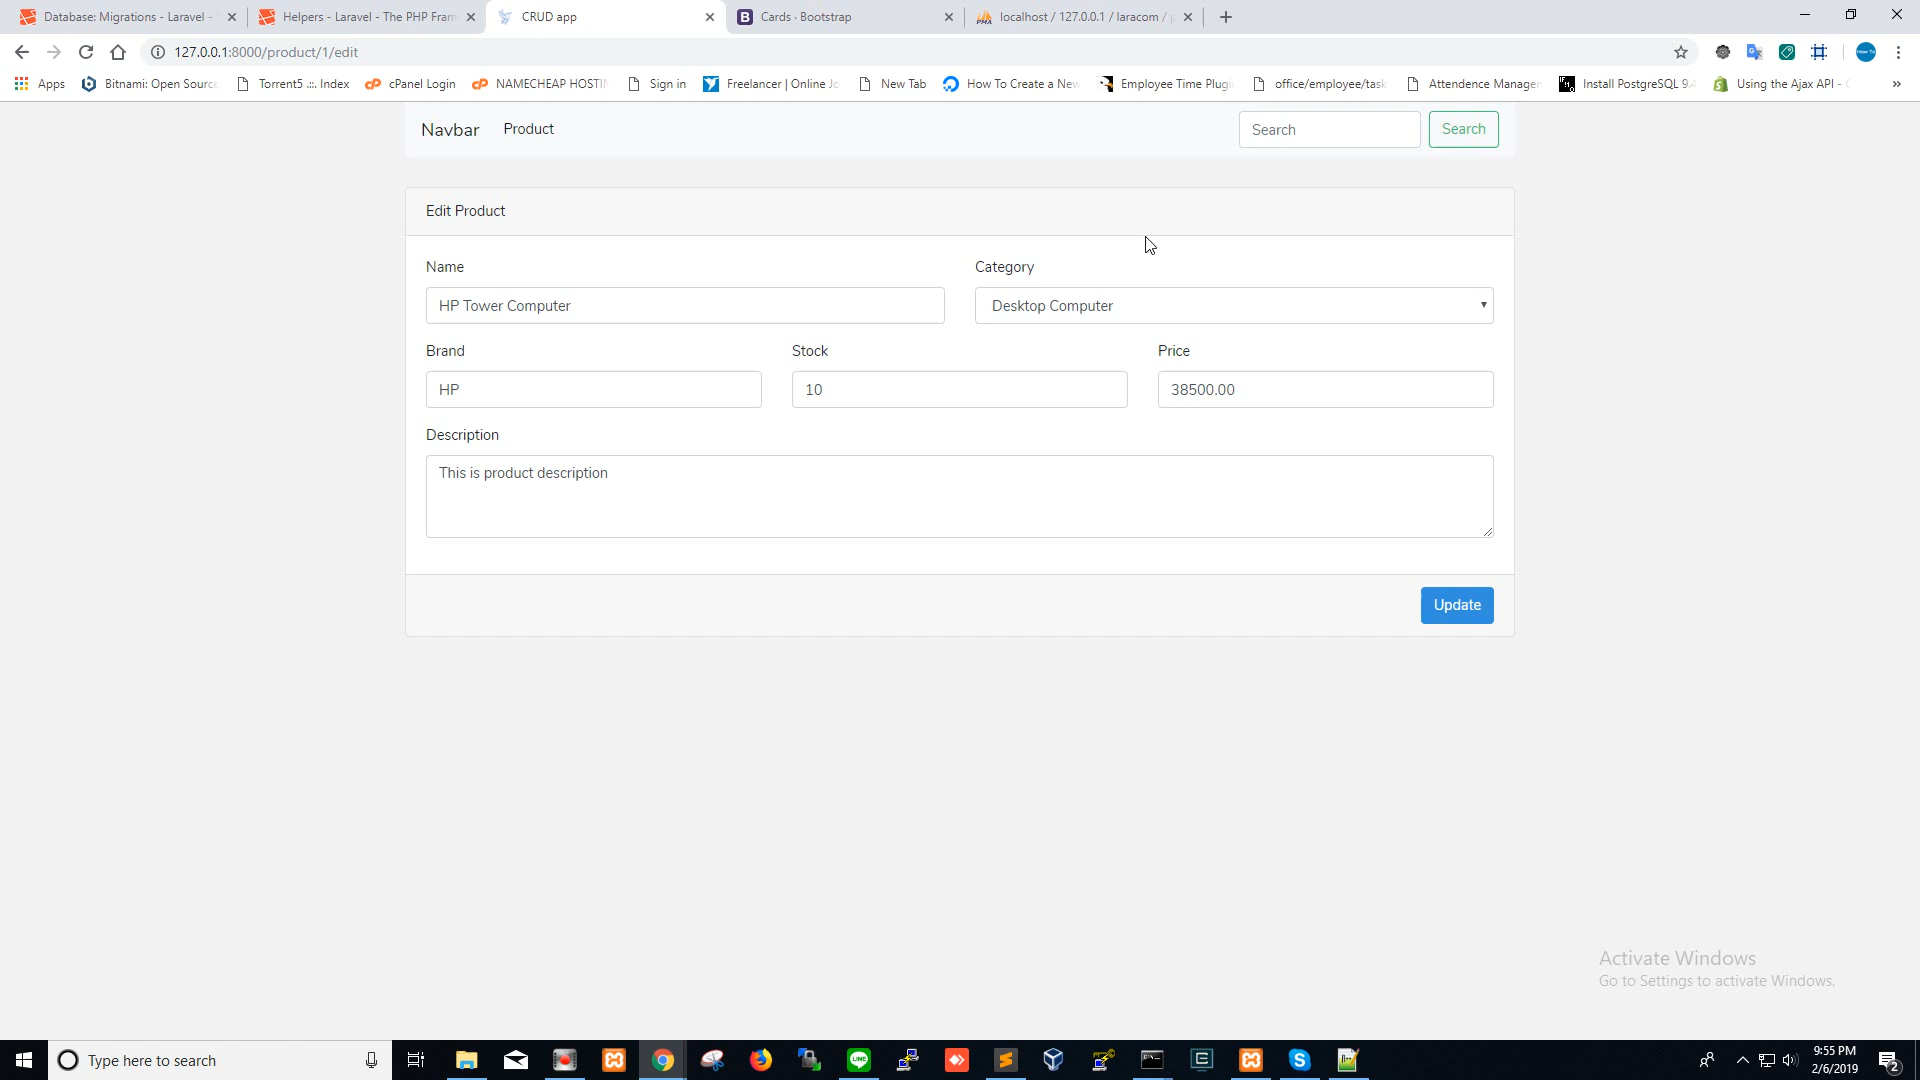 Database: Migrations - Laravel -
Helpers - Laravel - The PHP Fram
CRUD app
Cards · Bootstrap
localhost / 127.0.0.1 / laracom /
127.0.0.1:8000/product/1/edit
Apps
Bitnami: Open Source
Torrent5 .::. Index
cPanel Login
NAMECHEAP HOSTI
Sign in
Freelancer | Online Jo
New Tab
How To Create a New
Employee Time Plugi
office/employee/task
Attendence Manager
Install PostgreSQL 9.4
Using the Ajax API -
Navbar
Product
Search
Search
Edit Product
Name
Category
HP Tower Computer
Desktop Computer
Brand
Stock
Price
HP
10
38500.00
Description
This is product description
Update
Activate Windows
Go to Settings to activate Windows.
Type here to search
9:55 PM
2/6/2019
2